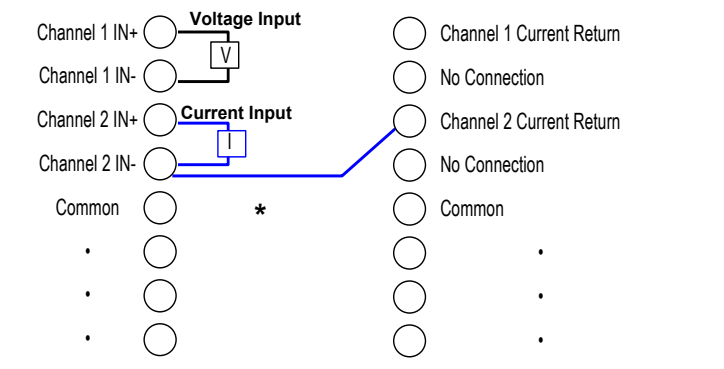 Voltage Input
Channel 1 IN+
V
Channel 1 IN-
Channel 2 IN+
Current Input
I
Channel 2 IN-
Common
*
Channel 1 Current Return
No Connection
Channel 2 Current Return
No Connection
Common